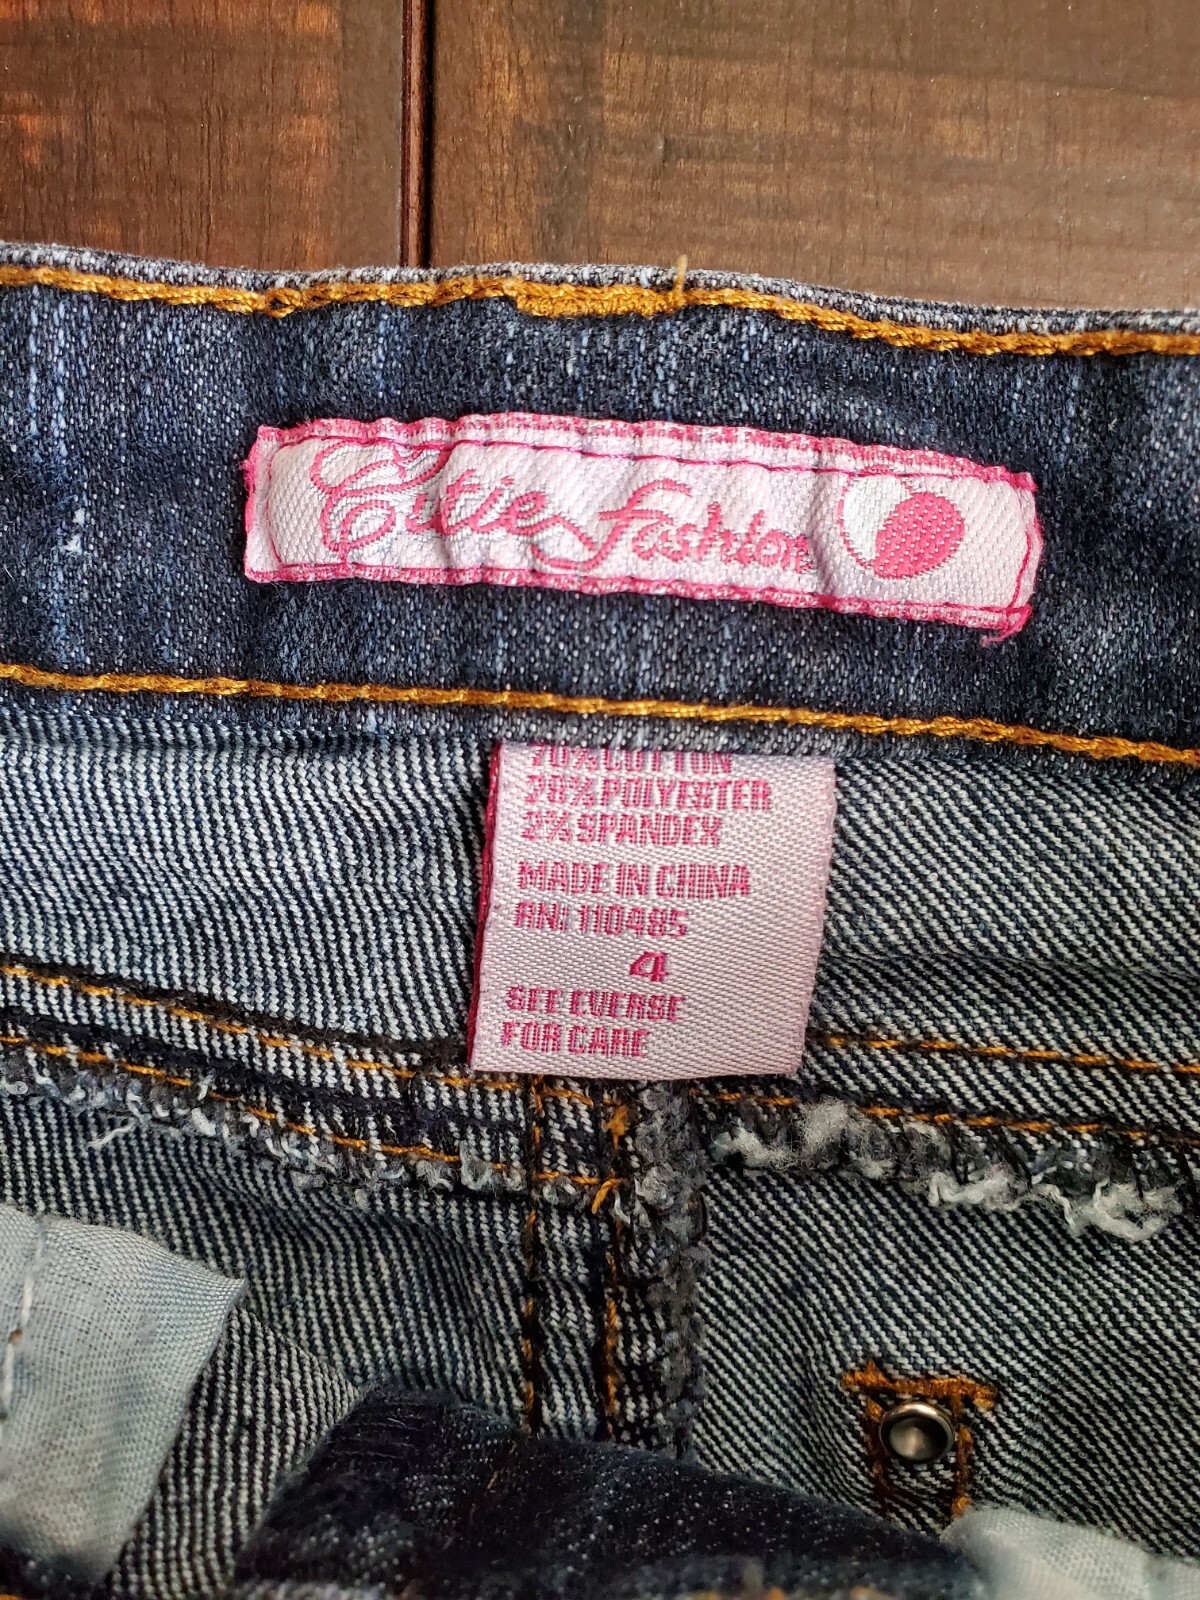 Cutie fashion
70% COTTON
28% POLYESTER
2% SPANDEX
MADE IN CHINA
RN: 110485
4
SEE EVERSE
FOR CARE